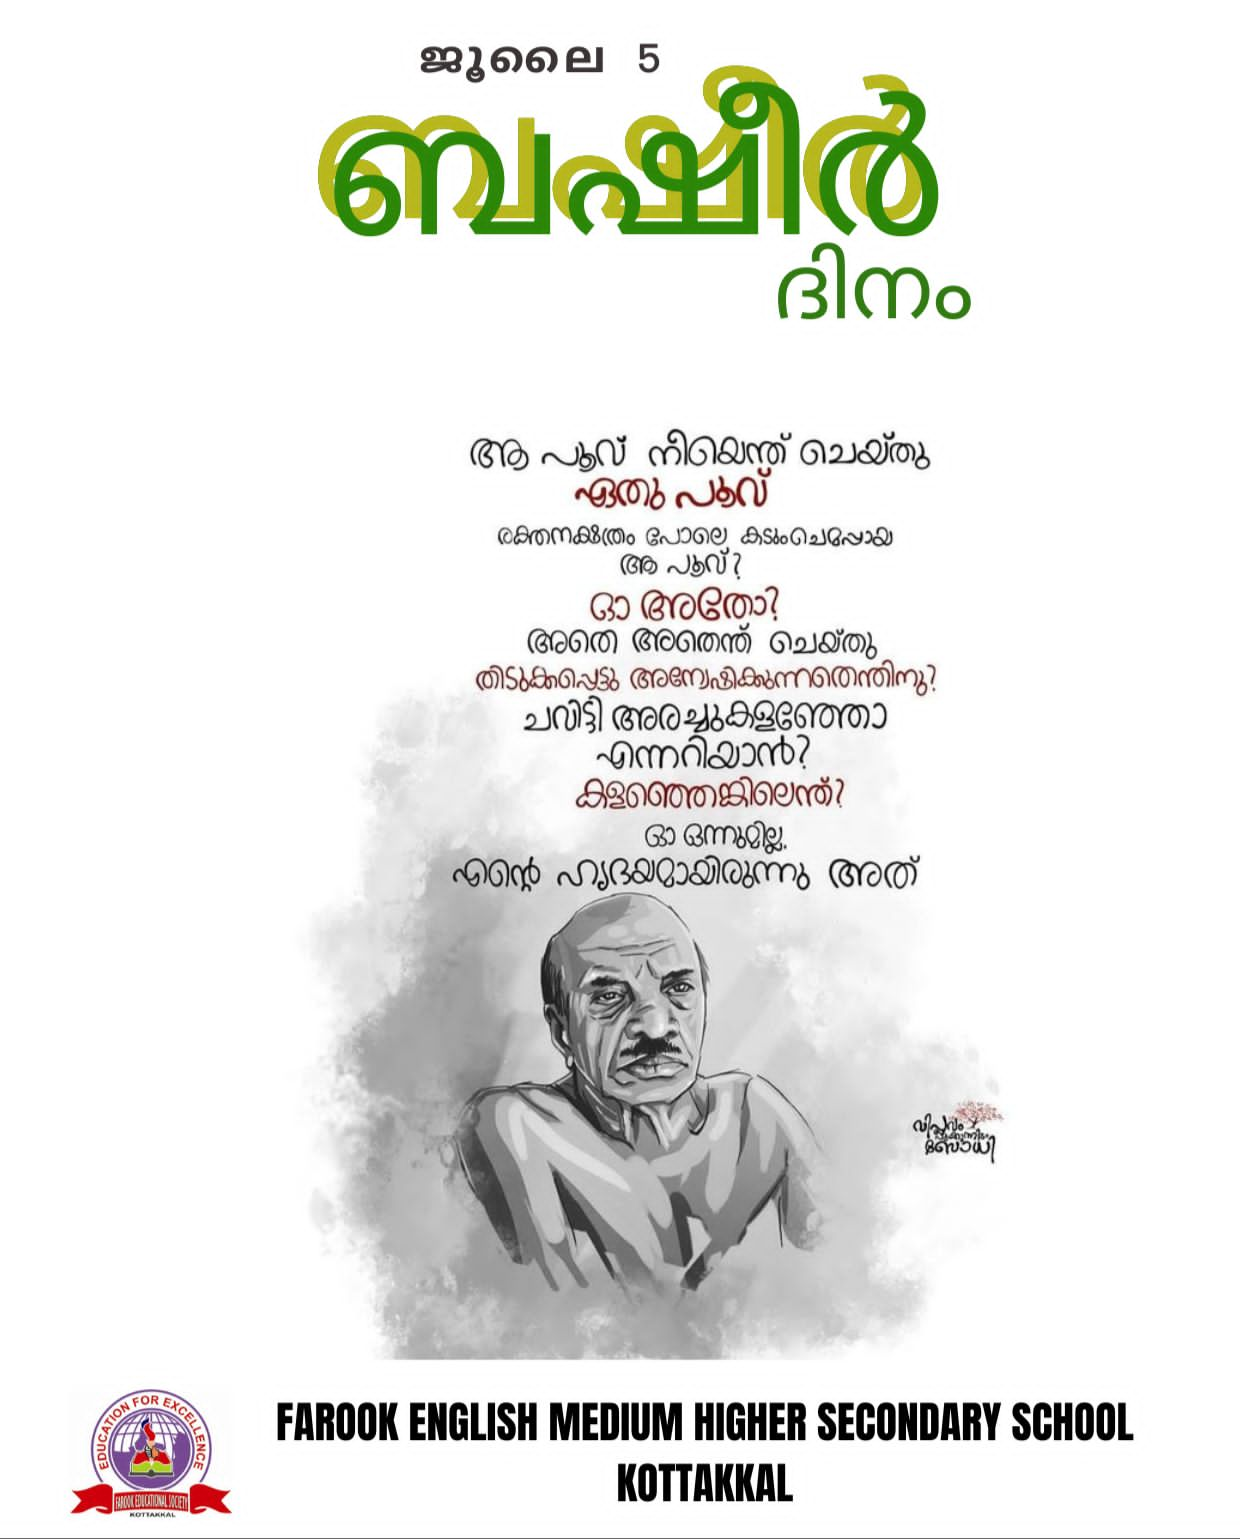 ജൂലൈ 5
ബഷീർ
ദിനം
ആ പൂവ് നീയെന്ത് ചെയ്തു
ഏതു പൂവ്
രക്തനക്ഷത്രം പോലെ കടുംചെമപ്പായ
ആ പൂവ്?
ഓ അതോ?
അതെ അതെന്ത് ചെയ്തു
തിടുക്കപ്പെട്ടു അന്വേഷിക്കുന്നതെന്തിനു?
ചവിട്ടി അരച്ചുകളഞ്ഞോ
എന്നറിയാൻ?
കളഞ്ഞെങ്കിലെന്ത്?
ഓ ഒന്നുമില്ല.
എന്റെ ഹൃദയമായിരുന്നു അത്
വിപ്ലവം
പൂക്കുന്നിടം
ബോധി
EDUCATION FOR EXCELLENCE
FAROOK EDUCATIONAL SOCIETY
KOTTAKKAL
FAROOK ENGLISH MEDIUM HIGHER SECONDARY SCHOOL
KOTTAKKAL